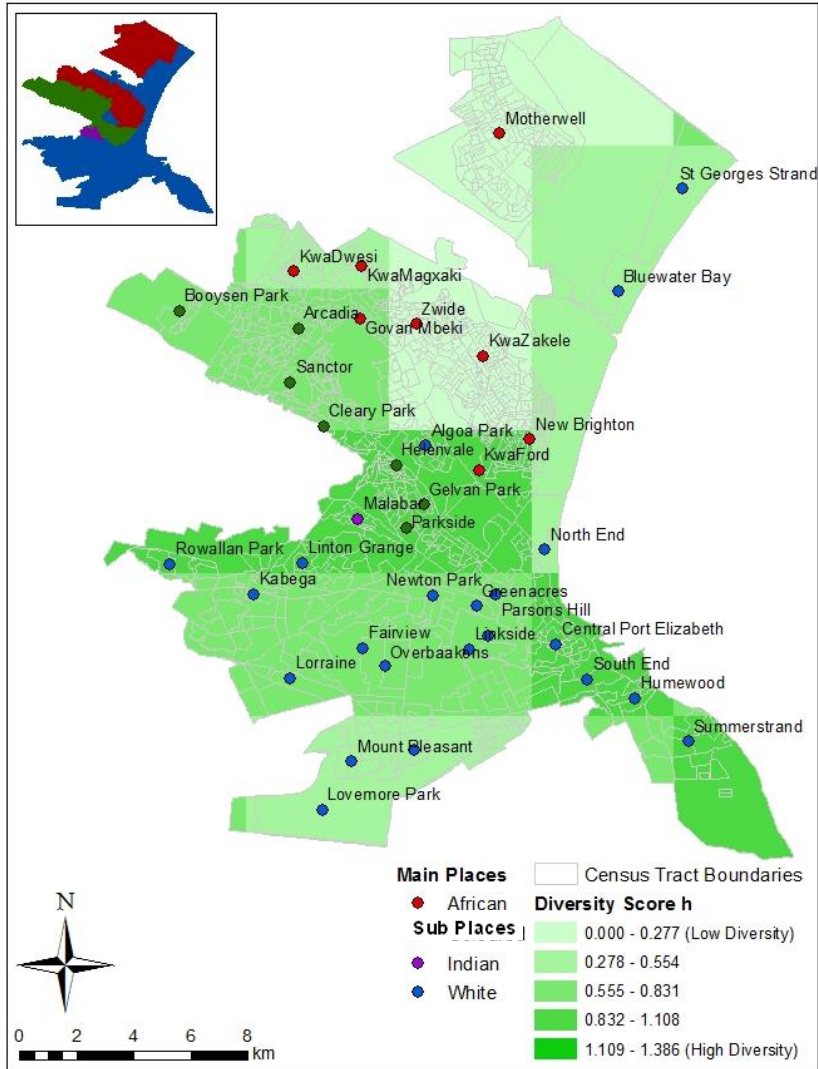 Motherwell
St Georges Strand
KwaDwesi
KwaMagxaki
Bluewater Bay
Booysen Park
Arcadia
Zwide
Govan Mbeki
KwaZakele
Sanctor
Cleary Park
Algoa Park
New Brighton
Helenvale
KwaFord
Gelvan Park
Malabar
Parkside
North End
Rowallan Park
Linton Grange
Kabega
Newton Park
Greenacres
Parsons Hill
Fairview
Linkside
Central Port Elizabeth
Overbaakens
Lorraine
South End
Humewood
Summerstrand
Mount Pleasant
Lovemore Park
Main Places
African
Sub Places
Indian
White
Census Tract Boundaries
Diversity Score h
0.000 - 0.277 (Low Diversity)
0.278 - 0.554
0.555 - 0.831
0.832 - 1.108
1.109 - 1.386 (High Diversity)
N
0 2 4 6 8
km